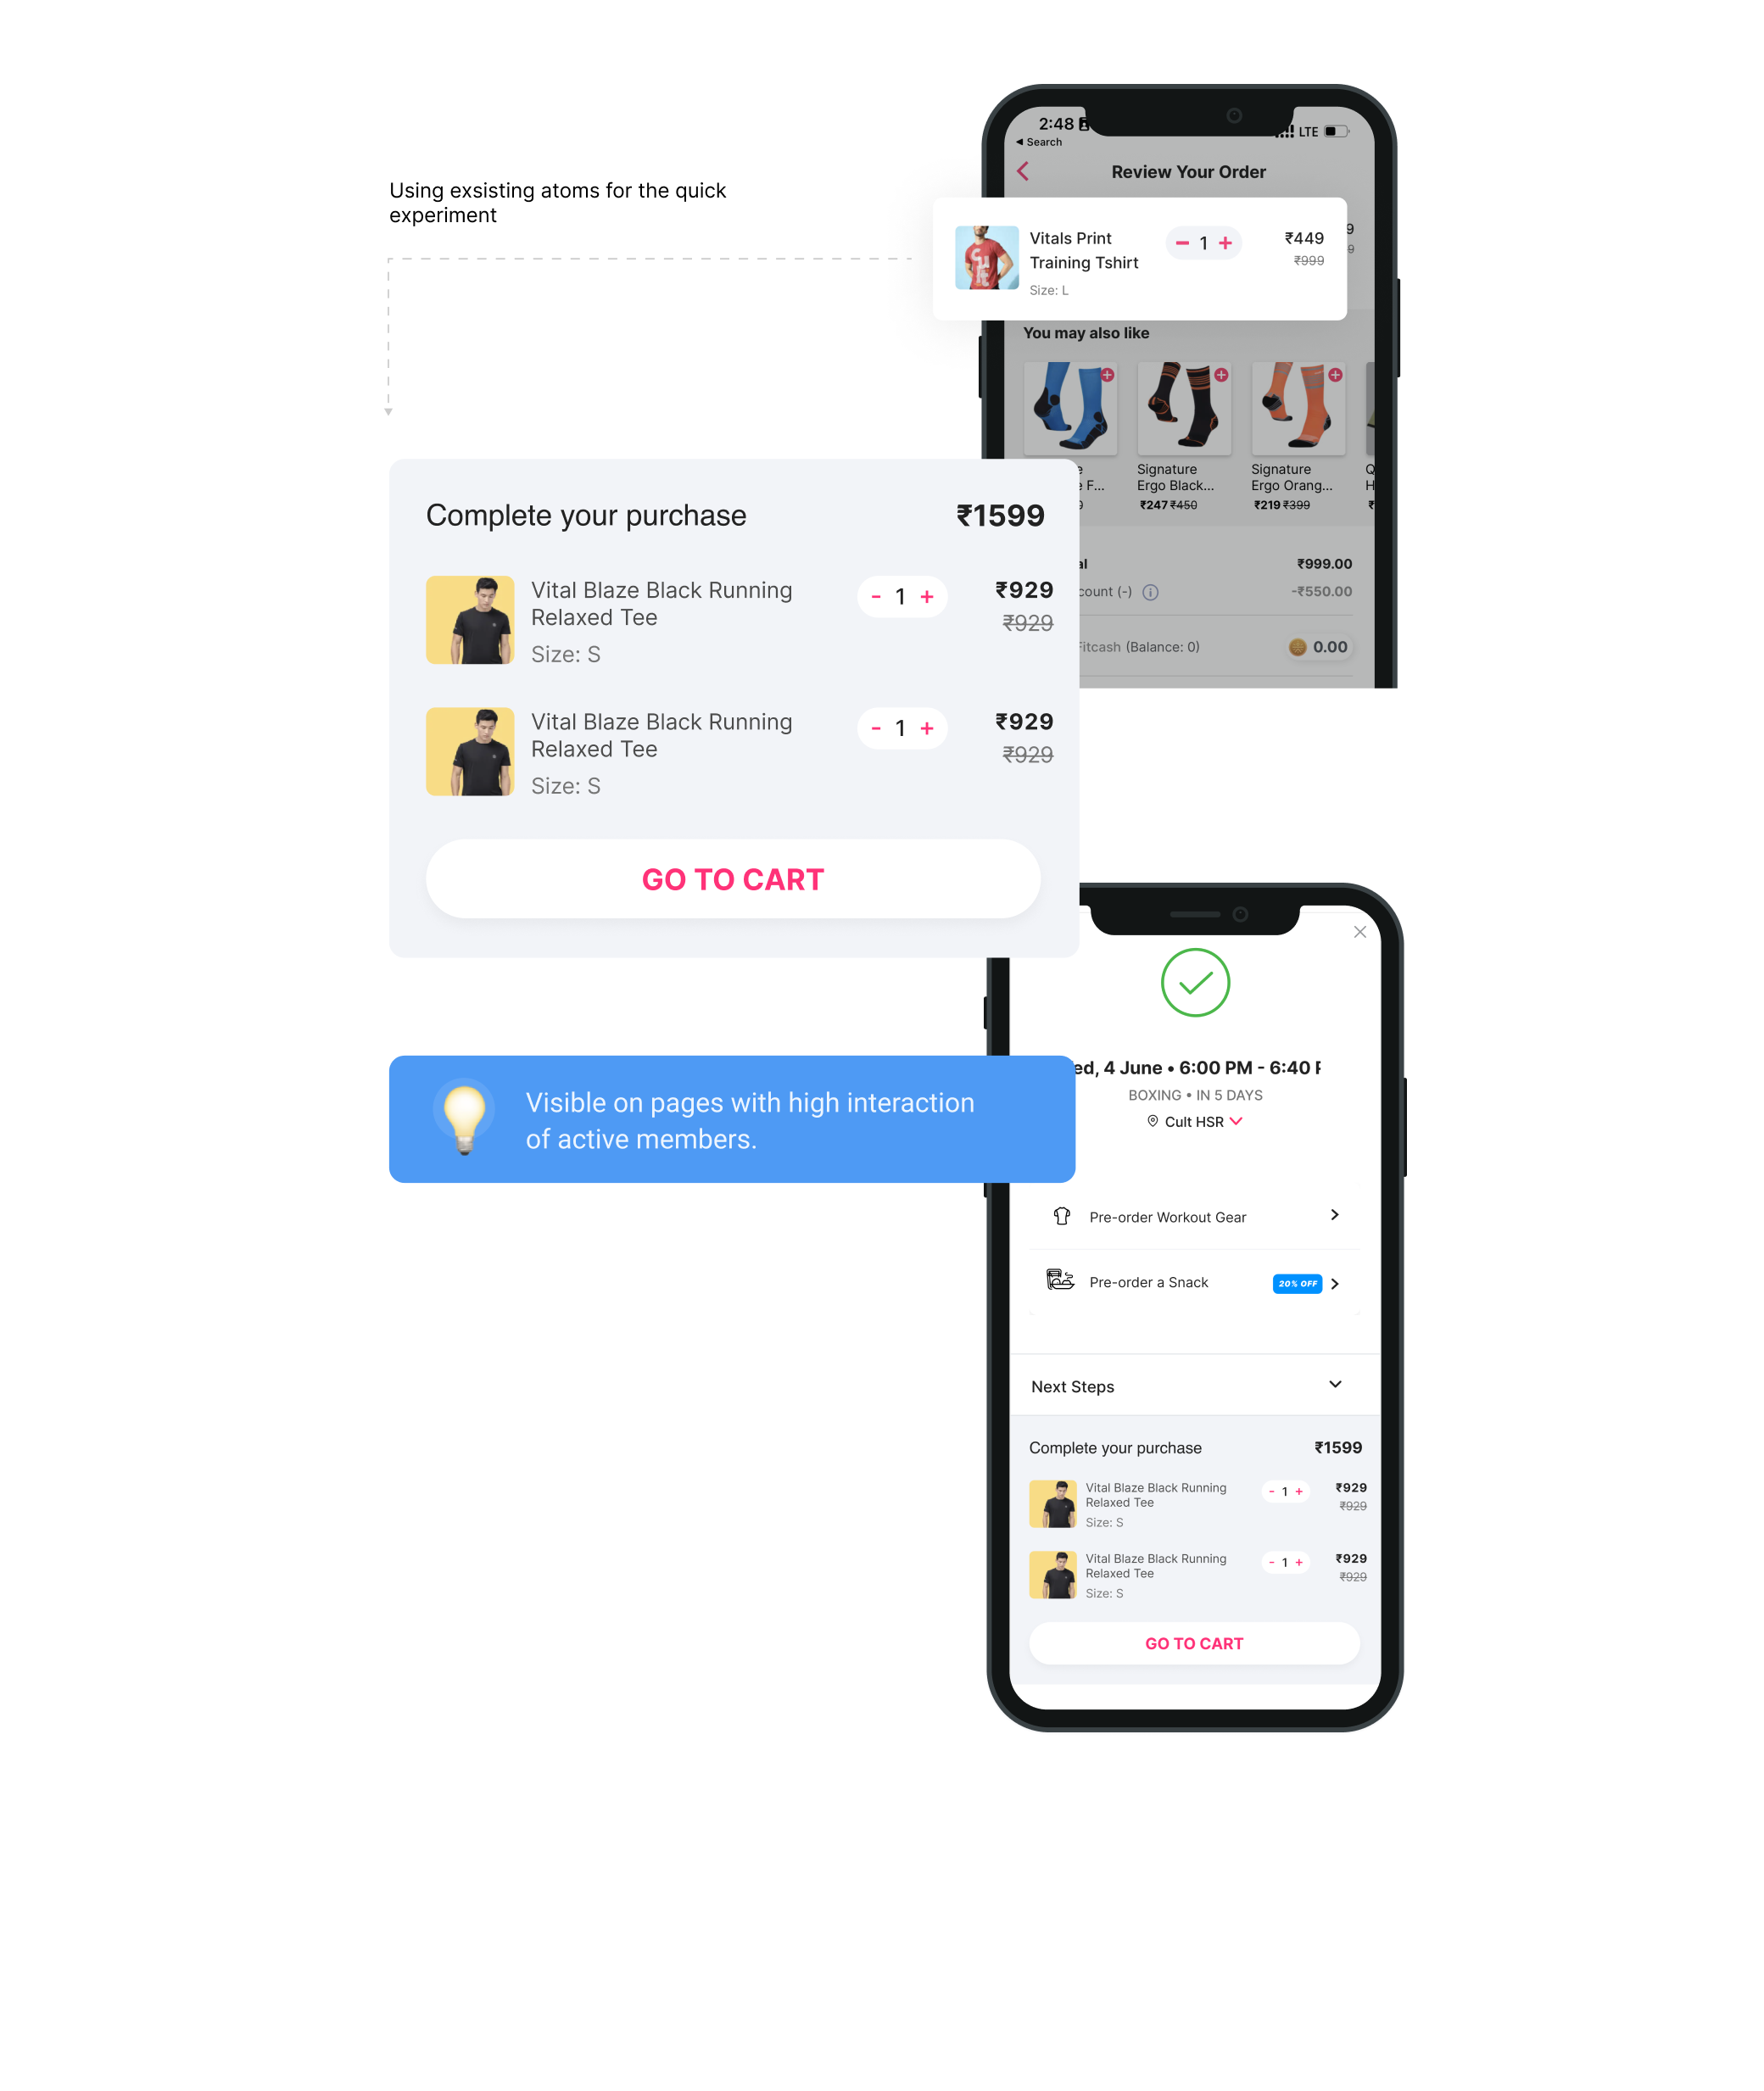 2:48
LTE
Search
Review Your Order
Using exsisting atoms for the quick
experiment
Vitals Print
Training Tshirt
Size: L
1
₹449
₹999
9
9
You may also like
e
e F...
9
Signature
Ergo Black...
₹247 ₹450
Signature
Ergo Orang...
₹219 ₹399
Q
H
₹
al
₹999.00
count (-)
-₹550.00
Fitcash (Balance: 0)
0.00
Complete your purchase
₹1599
Vital Blaze Black Running
Relaxed Tee
Size: S
- 1 +
₹929
₹929
Vital Blaze Black Running
Relaxed Tee
Size: S
- 1 +
₹929
₹929
GO TO CART
Visible on pages with high interaction
of active members.
ed, 4 June • 6:00 PM - 6:40 P
BOXING • IN 5 DAYS
Cult HSR
Pre-order Workout Gear
Pre-order a Snack
20% OFF
Next Steps
Complete your purchase
₹1599
Vital Blaze Black Running
Relaxed Tee
Size: S
- 1 +
₹929
₹929
Vital Blaze Black Running
Relaxed Tee
Size: S
- 1 +
₹929
₹929
GO TO CART